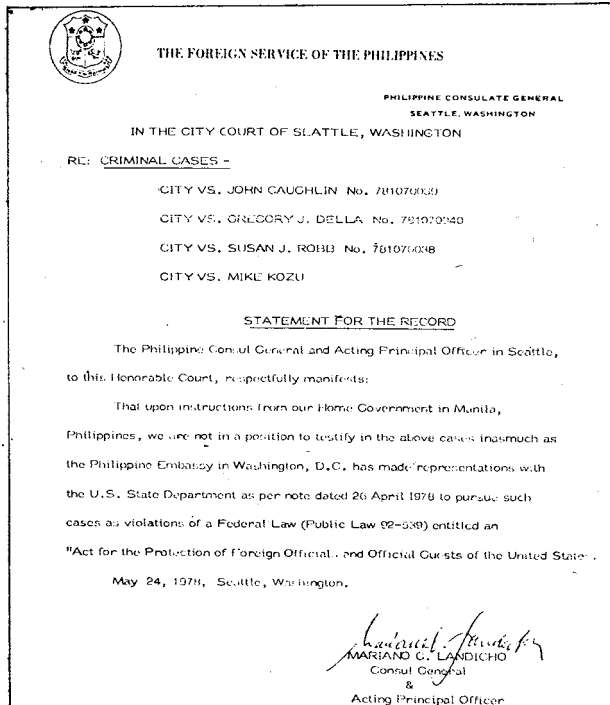 THE FOREIGN SERVICE OF THE PHILIPPINES
PHILIPPINE CONSULATE GENERAL
SEATTLE, WASHINGTON
IN THE CITY COURT OF SEATTLE, WASHINGTON
RE: CRIMINAL CASES -
CITY VS. JOHN CAUGHLIN No.
CITY VS. GREGORY J. DELLA No.
CITY VS. SUSAN J. ROBB No. 781070038
CITY VS. MIKE KOZU
STATEMENT FOR THE RECORD
The Philippine Consul General and Acting Principal Officer in Seattle,
to this Honorable Court, respectfully manifests:
That upon instructions from our Home Government in Manila,
Philippines, we are not in a position to testify in the above cases inasmuch as
the Philippine Embassy in Washington, D.C. has made representations with
the U.S. State Department as per note dated 26 April 1978 to pursue such
cases as violations of a Federal Law (Public Law 92-539) entitled an
"Act for the Protection of Foreign Officials and Official Guests of the United States.
May 24, 1978, Seattle, Washington.
MARIANO C. LANDICHO
Consul General
&
Acting Principal Officer